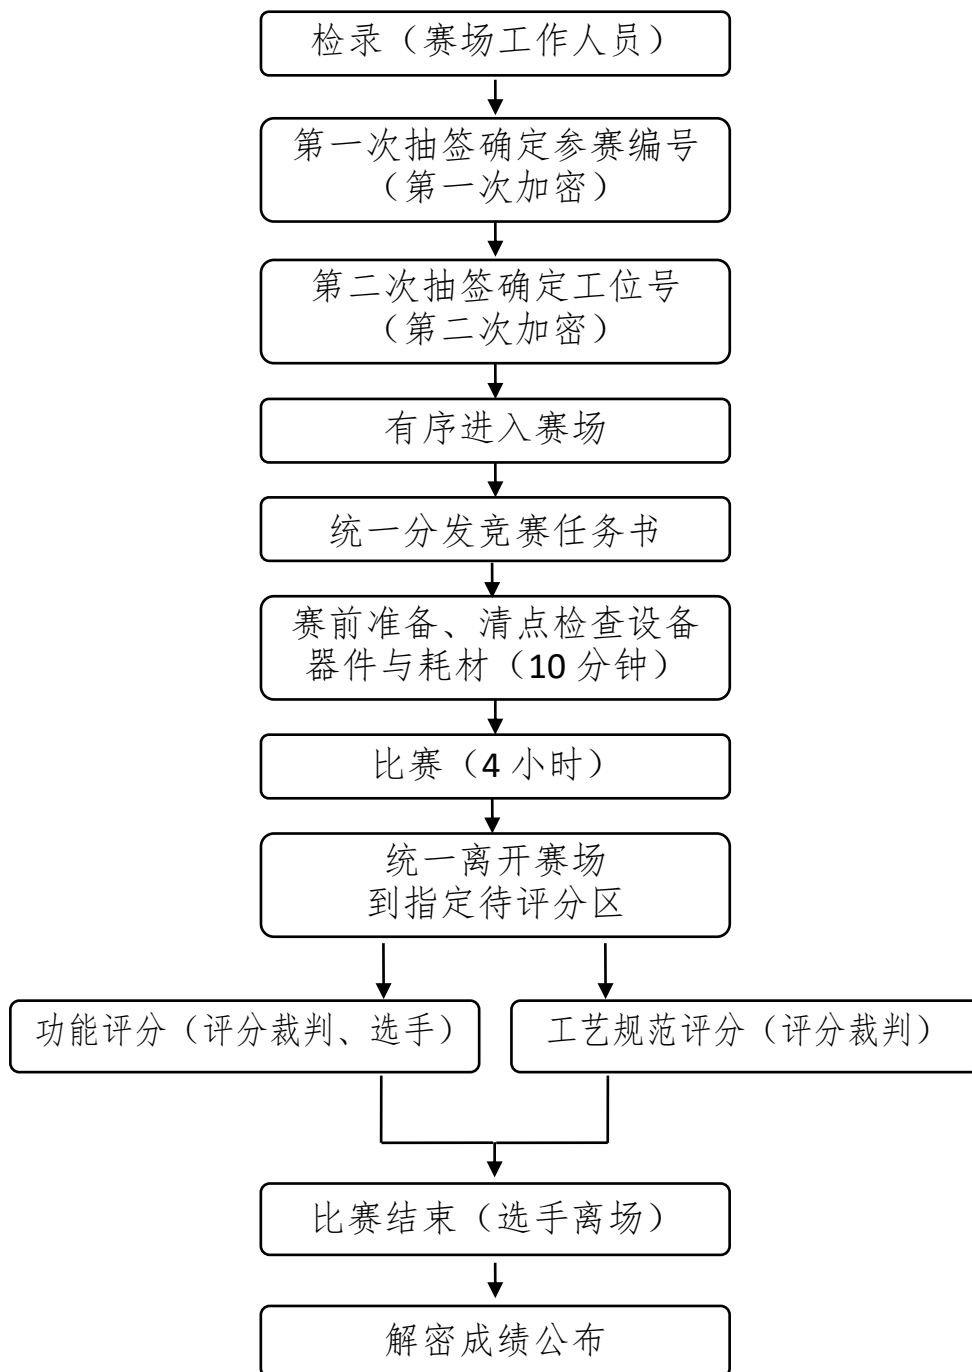 检录（赛场工作人员）
第一次抽签确定参赛编号
（第一次加密）
第二次抽签确定工位号
（第二次加密）
有序进入赛场
统一分发竞赛任务书
赛前准备、清点检查设备
器件与耗材（10 分钟）
比赛（4 小时）
统一离开赛场
到指定待评分区
功能评分（评分裁判、选手）
工艺规范评分（评分裁判）
比赛结束（选手离场）
解密成绩公布